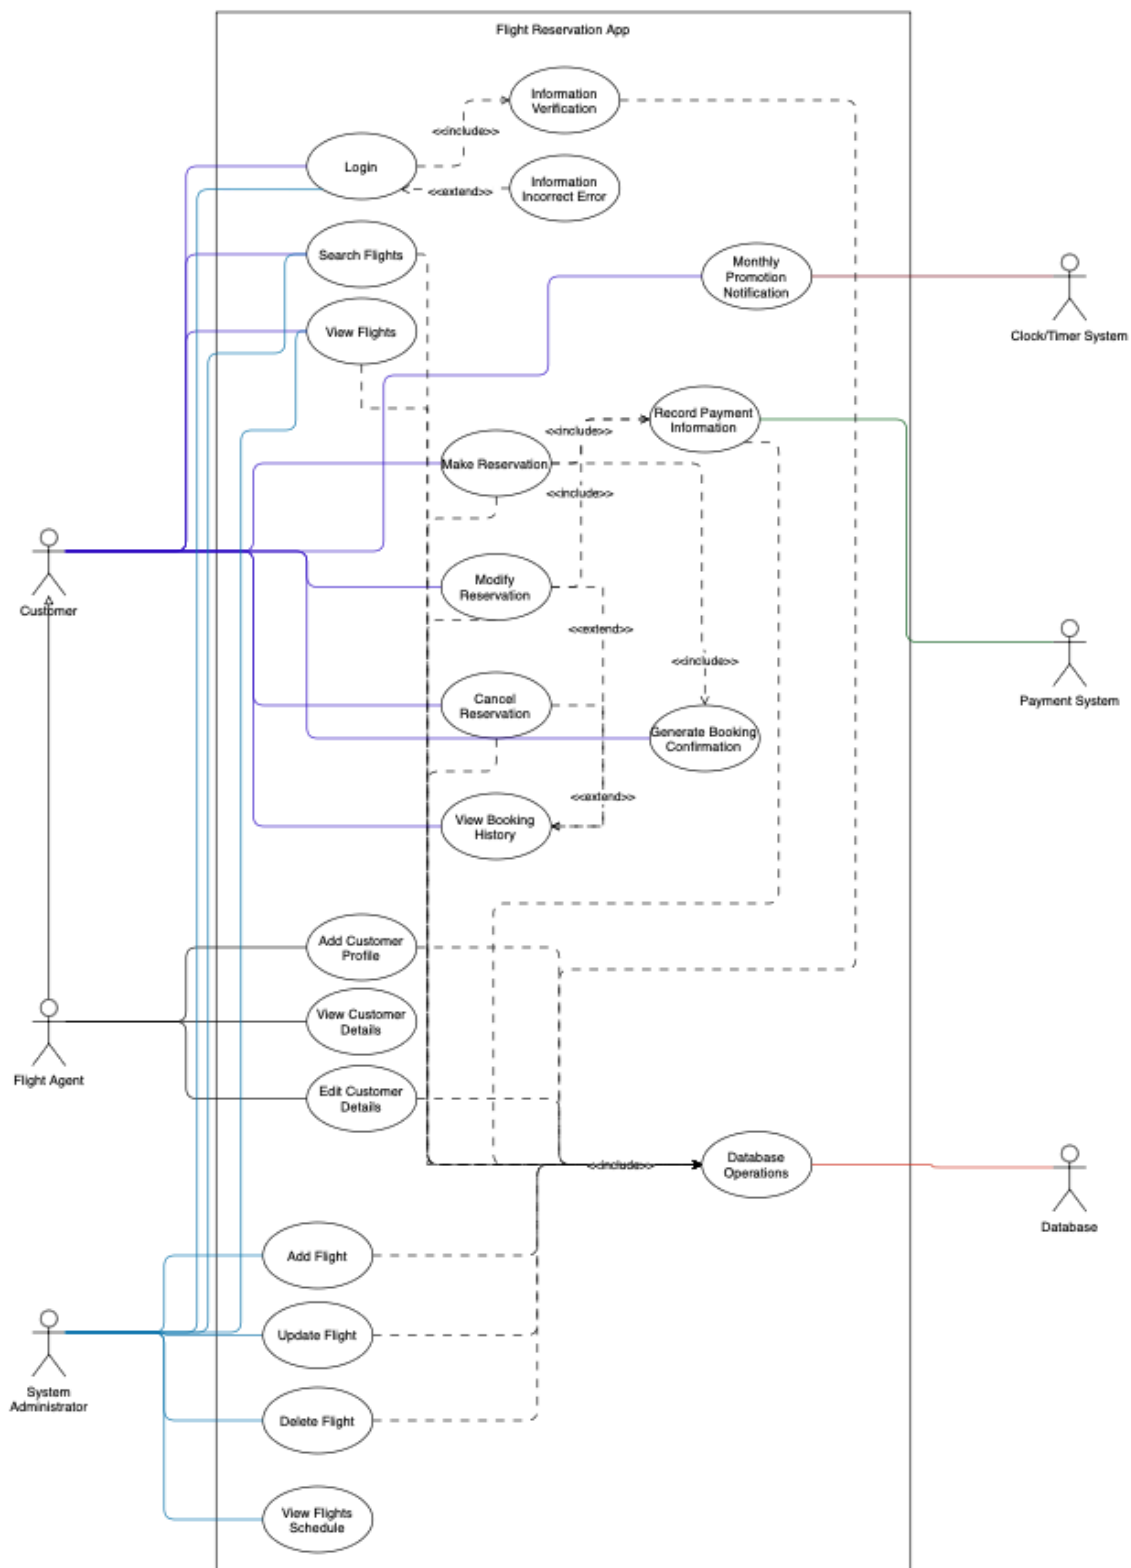 Flight Reservation App
Information
Verification
<<include>>
Login
<<extend>>
Information
Incorrect Error
Search Flights
Monthly
Promotion
Notification
Clock/Timer System
View Flights
Record Payment
Information
<<include>>
Make Reservation
<<include>>
Customer
Modify
Reservation
<<extend>>
<<include>>
Payment System
Cancel
Reservation
Generate Booking
Confirmation
<<extend>>
View Booking
History
Add Customer
Profile
View Customer
Details
Flight Agent
Edit Customer
Details
<<include>>
Database
Operations
Database
Add Flight
Update Flight
System
Administrator
Delete Flight
View Flights
Schedule